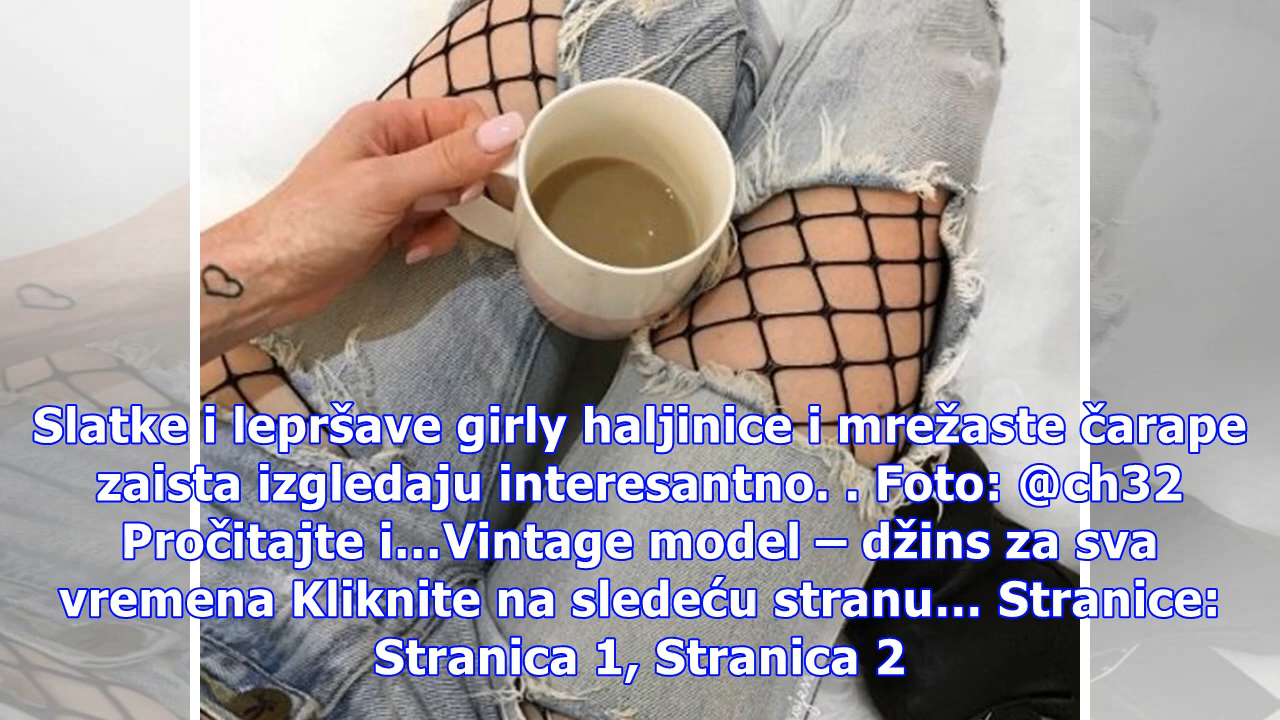 Slatke i lepršave girly haljinice i mrežaste čarape
zaista izgledaju interesantno. . Foto: @ch32
Pročitajte i...Vintage model – džins za sva
vremena Kliknite na sledeću stranu... Stranice:
Stranica 1, Stranica 2